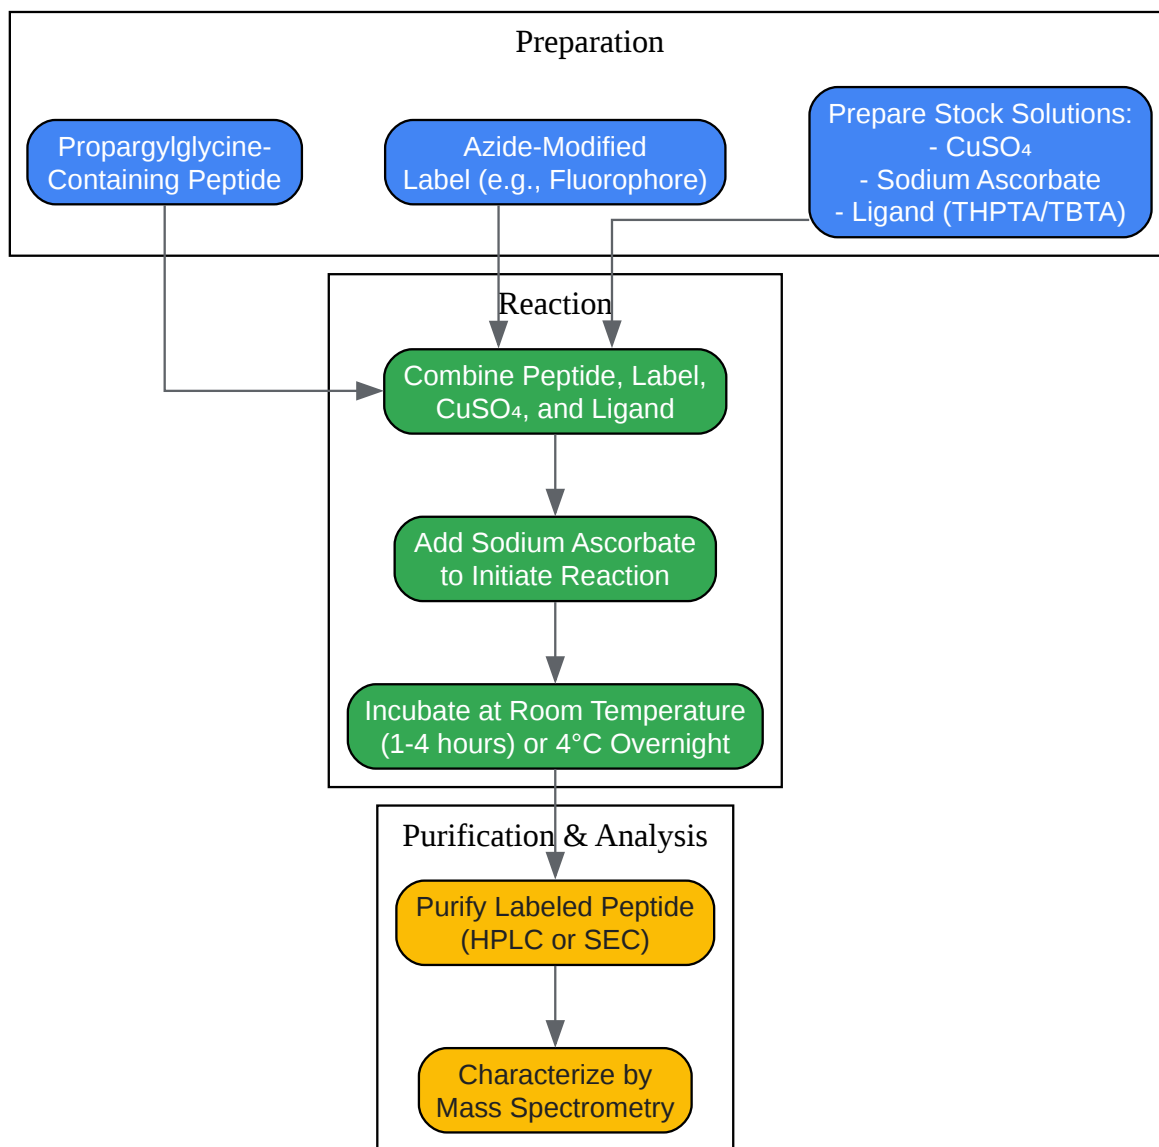 Preparation
Propargylglycine-
Containing Peptide
Azide-Modified
Label (e.g., Fluorophore)
Prepare Stock Solutions:
- CuSO₄
- Sodium Ascorbate
- Ligand (THPTA/TBTA)
Reaction
Combine Peptide, Label,
CuSO₄, and Ligand
Add Sodium Ascorbate
to Initiate Reaction
Incubate at Room Temperature
(1-4 hours) or 4°C Overnight
Purification & Analysis
Purify Labeled Peptide
(HPLC or SEC)
Characterize by
Mass Spectrometry